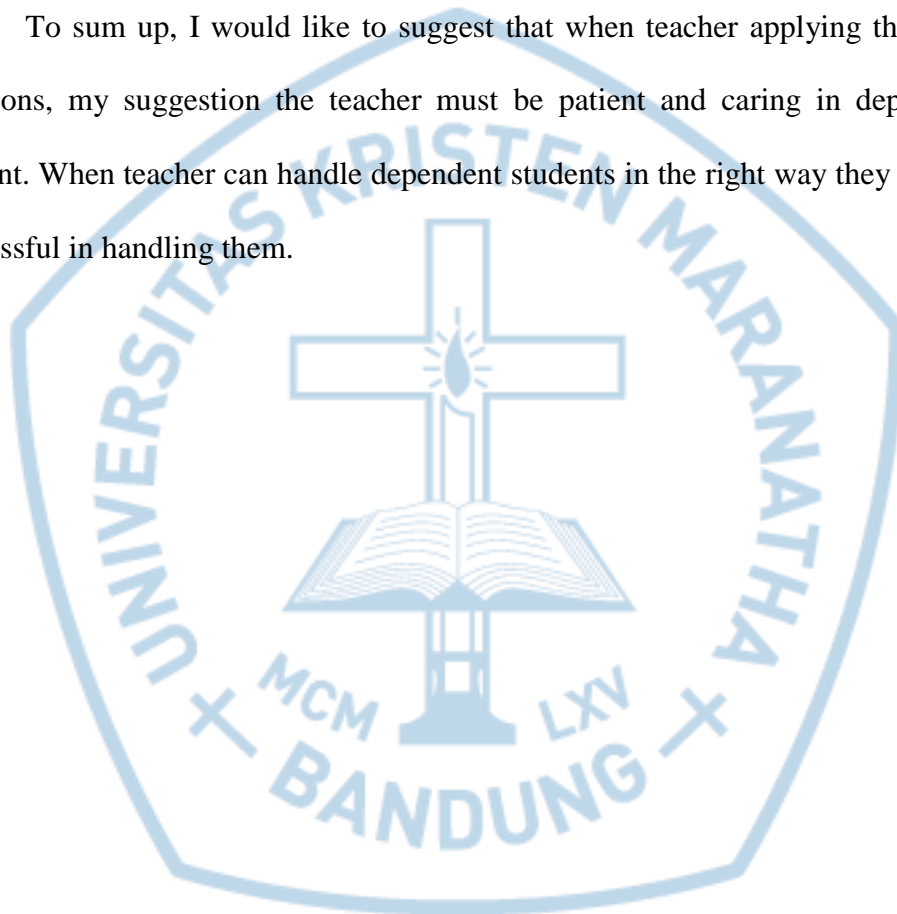 To sum up, I would like to suggest that when teacher applying th
ons, my suggestion the teacher must be patient and caring in dep
nt. When teacher can handle dependent students in the right way they
ssful in handling them.
UNIVERSITAS KRISTEN MARANATHA
MCM LXV
BANDUNG